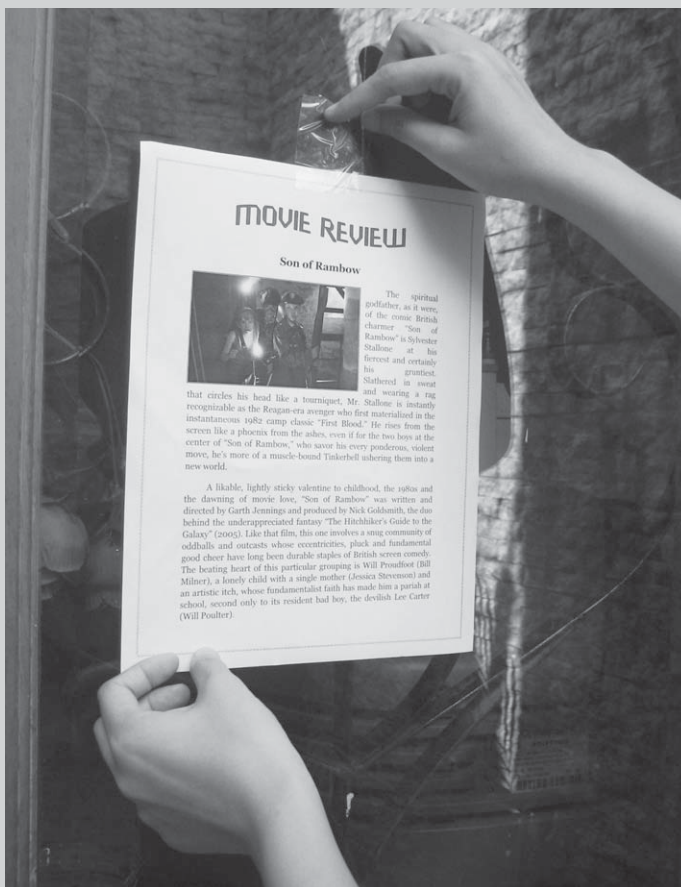 MOVIE REVIEW
Son of Rambow
The spiritual
godfather, as it were,
of the comic British
charmer "Son of
Rambow" is Sylvester
Stallone at his
fiercest and certainly
his gruntiest.
Slathered in sweat
and wearing a rag
that circles his head like a tourniquet, Mr. Stallone is instantly
recognizable as the Reagan-era avenger who first materialized in the
instantaneous 1982 camp classic "First Blood." He rises from the
screen like a phoenix from the ashes, even if for the two boys at the
center of "Son of Rambow," who savor his every ponderous, violent
move, he's more of a muscle-bound Tinkerbell ushering them into a
new world.
A likable, lightly sticky valentine to childhood, the 1980s and
the dawning of movie love, "Son of Rambow" was written and
directed by Garth Jennings and produced by Nick Goldsmith, the duo
behind the underappreciated fantasy "The Hitchhiker's Guide to the
Galaxy" (2005). Like that film, this one involves a snug community of
oddballs and outcasts whose eccentricities, pluck and fundamental
good cheer have long been durable staples of British screen comedy.
The beating heart of this particular grouping is Will Proudfoot (Bill
Milner), a lonely child with a single mother (Jessica Stevenson) and
an artistic itch, whose fundamentalist faith has made him a pariah at
school, second only to its resident bad boy, the devilish Lee Carter
(Will Poulter).